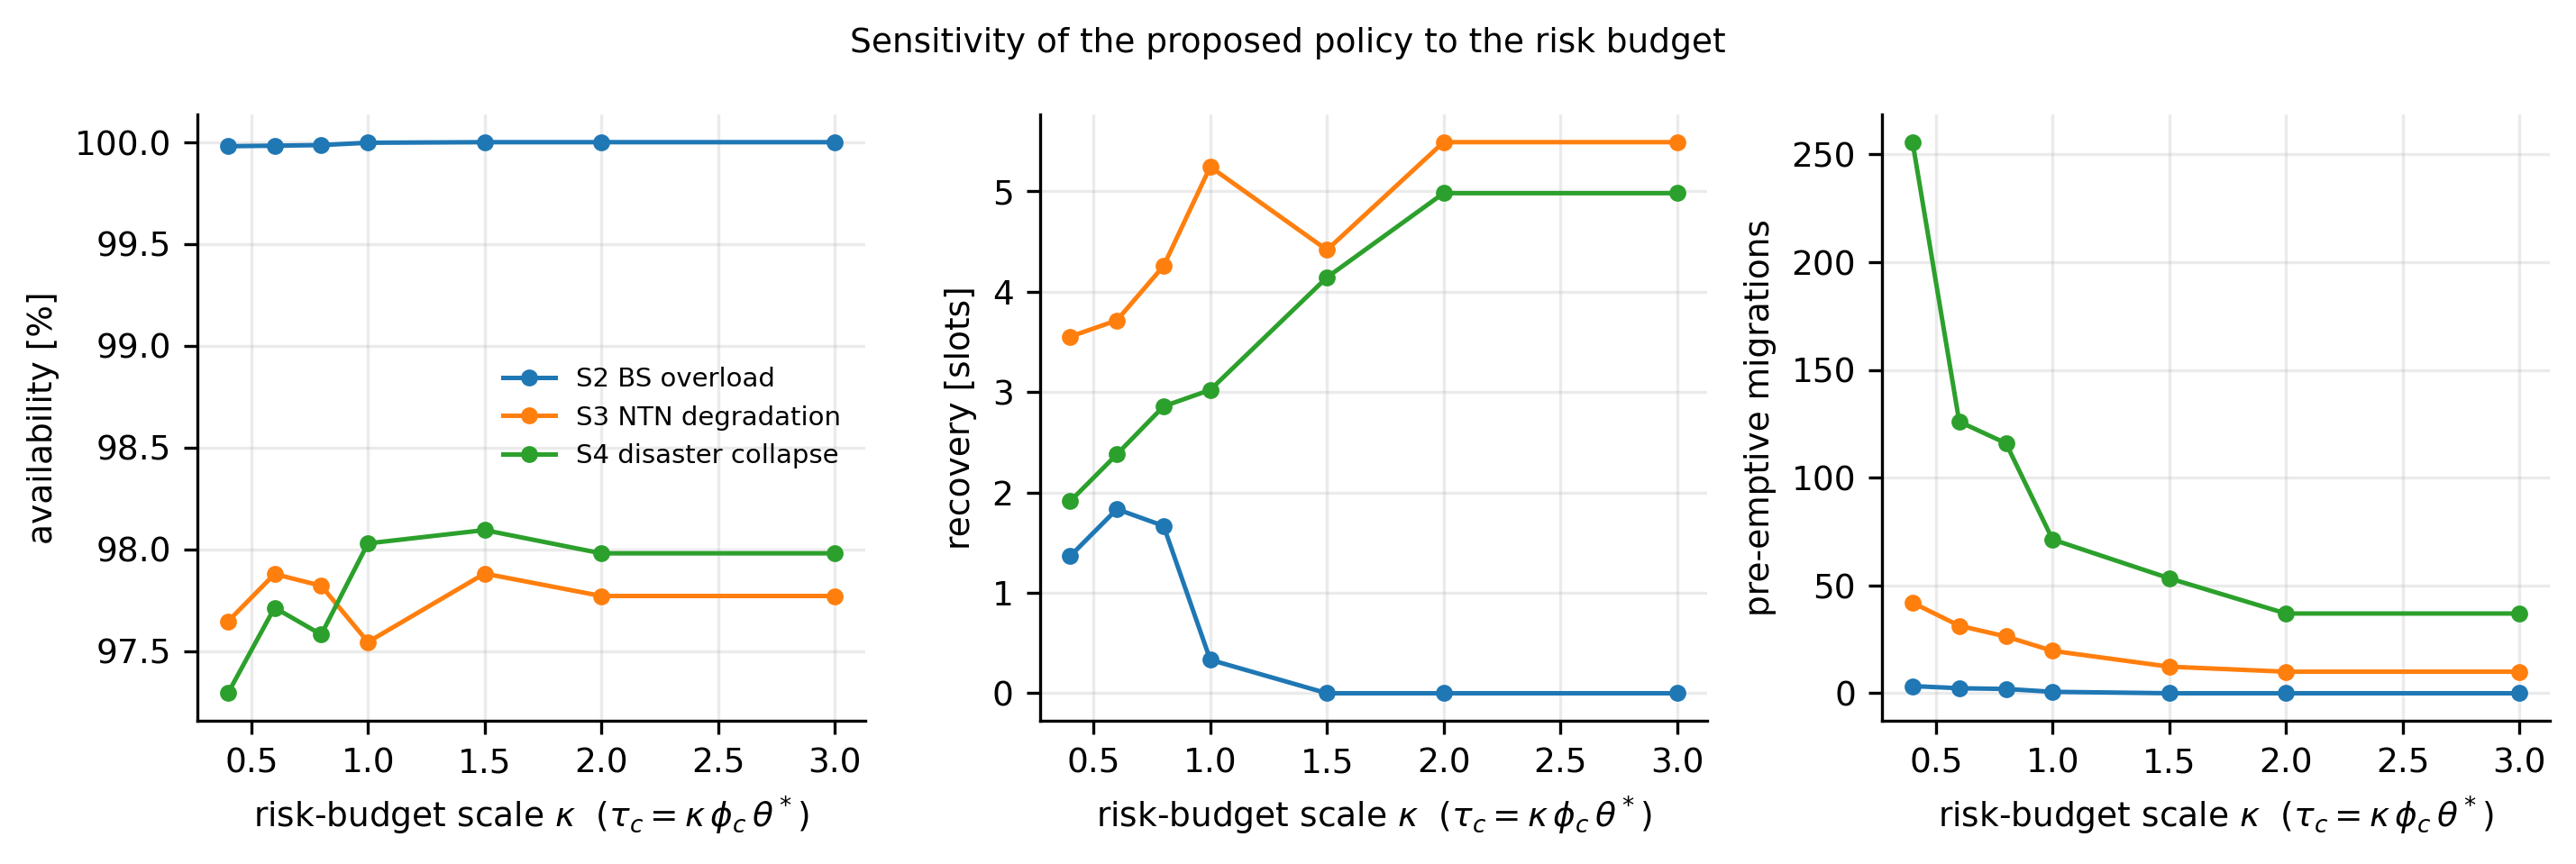 Sensitivity of the proposed policy to the risk budget
availability [%]
100.0
99.5
99.0
98.5
98.0
97.5
S2 BS overload
S3 NTN degradation
S4 disaster collapse
0.5 1.0 1.5 2.0 2.5 3.0
risk-budget scale κ (τ_c = κ ϕ_c θ*)
recovery [slots]
5
4
3
2
1
0
0.5 1.0 1.5 2.0 2.5 3.0
risk-budget scale κ (τ_c = κ ϕ_c θ*)
pre-emptive migrations
250
200
150
100
50
0
0.5 1.0 1.5 2.0 2.5 3.0
risk-budget scale κ (τ_c = κ ϕ_c θ*)